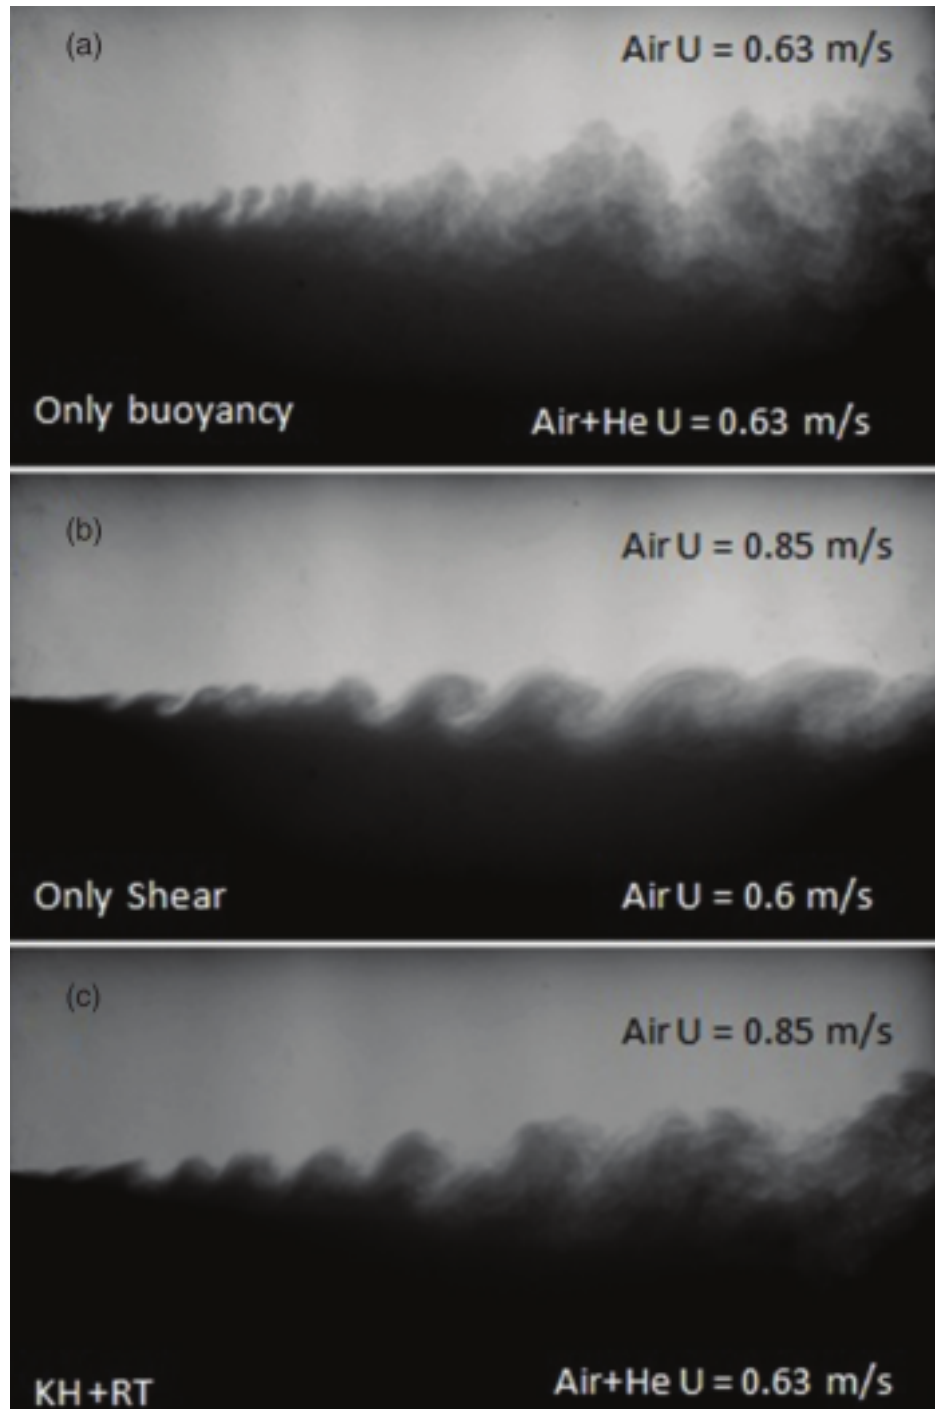 (a)
Air U = 0.63 m/s
Only buoyancy
Air+He U = 0.63 m/s
(b)
Air U = 0.85 m/s
Only Shear
Air U = 0.6 m/s
(c)
Air U = 0.85 m/s
KH+RT
Air+He U = 0.63 m/s